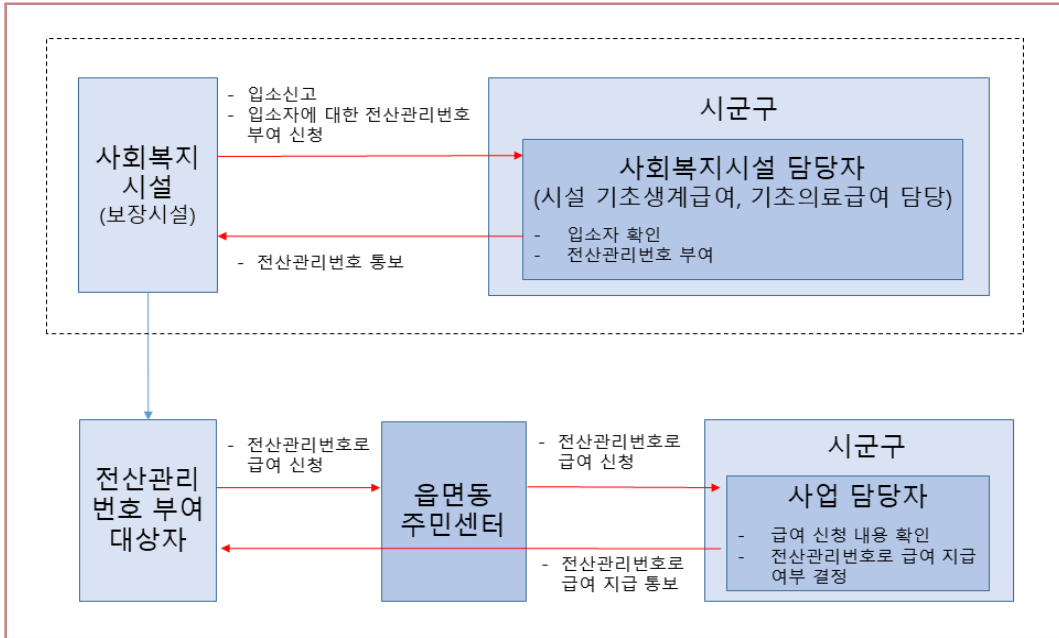 사회복지
시설
(보장시설)
- 입소신고
- 입소자에 대한 전산관리번호
부여 신청
- 전산관리번호 통보
시군구
사회복지시설 담당자
(시설 기초생계급여, 기초의료급여 담당)
- 입소자 확인
- 전산관리번호 부여
전산관리
번호 부여
대상자
- 전산관리번호로
급여 신청
읍면동
주민센터
- 전산관리번호로
급여 신청
- 전산관리번호로
급여 지급 통보
시군구
사업 담당자
- 급여 신청 내용 확인
- 전산관리번호로 급여 지급
여부 결정